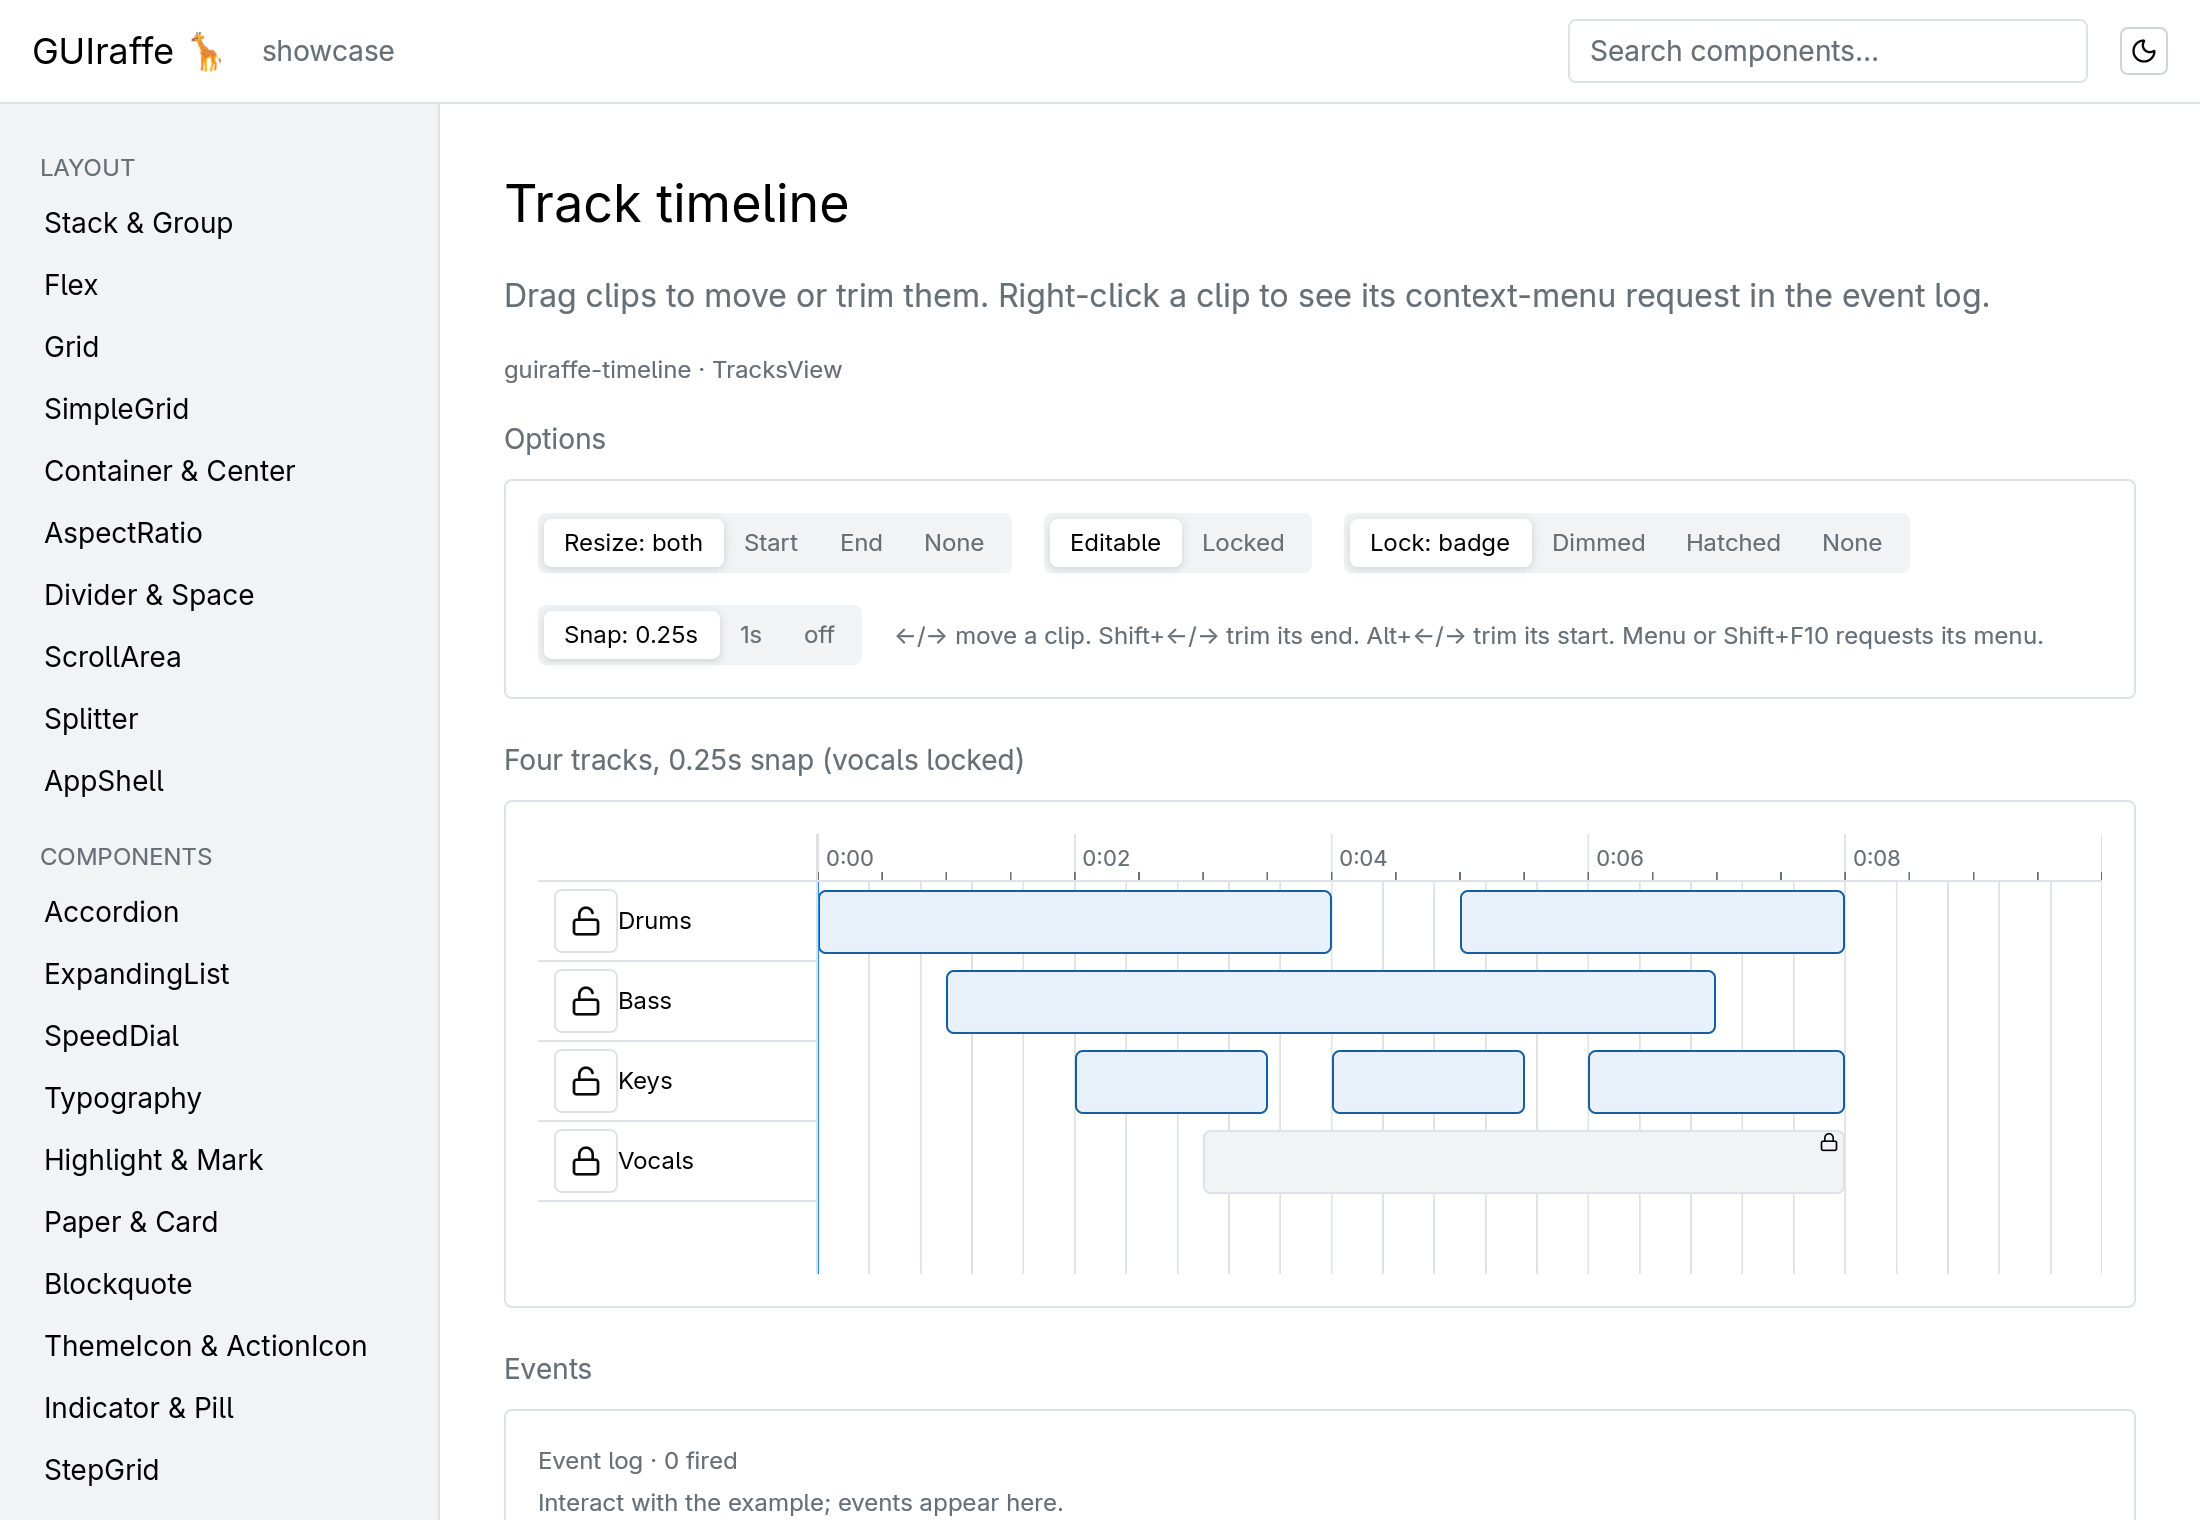 GUIraffe 🦒 showcase
Search components...
LAYOUT
Stack & Group
Flex
Grid
SimpleGrid
Container & Center
AspectRatio
Divider & Space
ScrollArea
Splitter
AppShell
COMPONENTS
Accordion
ExpandingList
SpeedDial
Typography
Highlight & Mark
Paper & Card
Blockquote
ThemeIcon & ActionIcon
Indicator & Pill
StepGrid
Track timeline
Drag clips to move or trim them. Right-click a clip to see its context-menu request in the event log.
guiraffe-timeline · TracksView
Options
Resize: both Start End None Editable Locked Lock: badge Dimmed Hatched None
Snap: 0.25s 1s off ←/→ move a clip. Shift+←/→ trim its end. Alt+←/→ trim its start. Menu or Shift+F10 requests its menu.
Four tracks, 0.25s snap (vocals locked)
0:00 0:02 0:04 0:06 0:08
Drums
Bass
Keys
Vocals
Events
Event log · 0 fired
Interact with the example; events appear here.